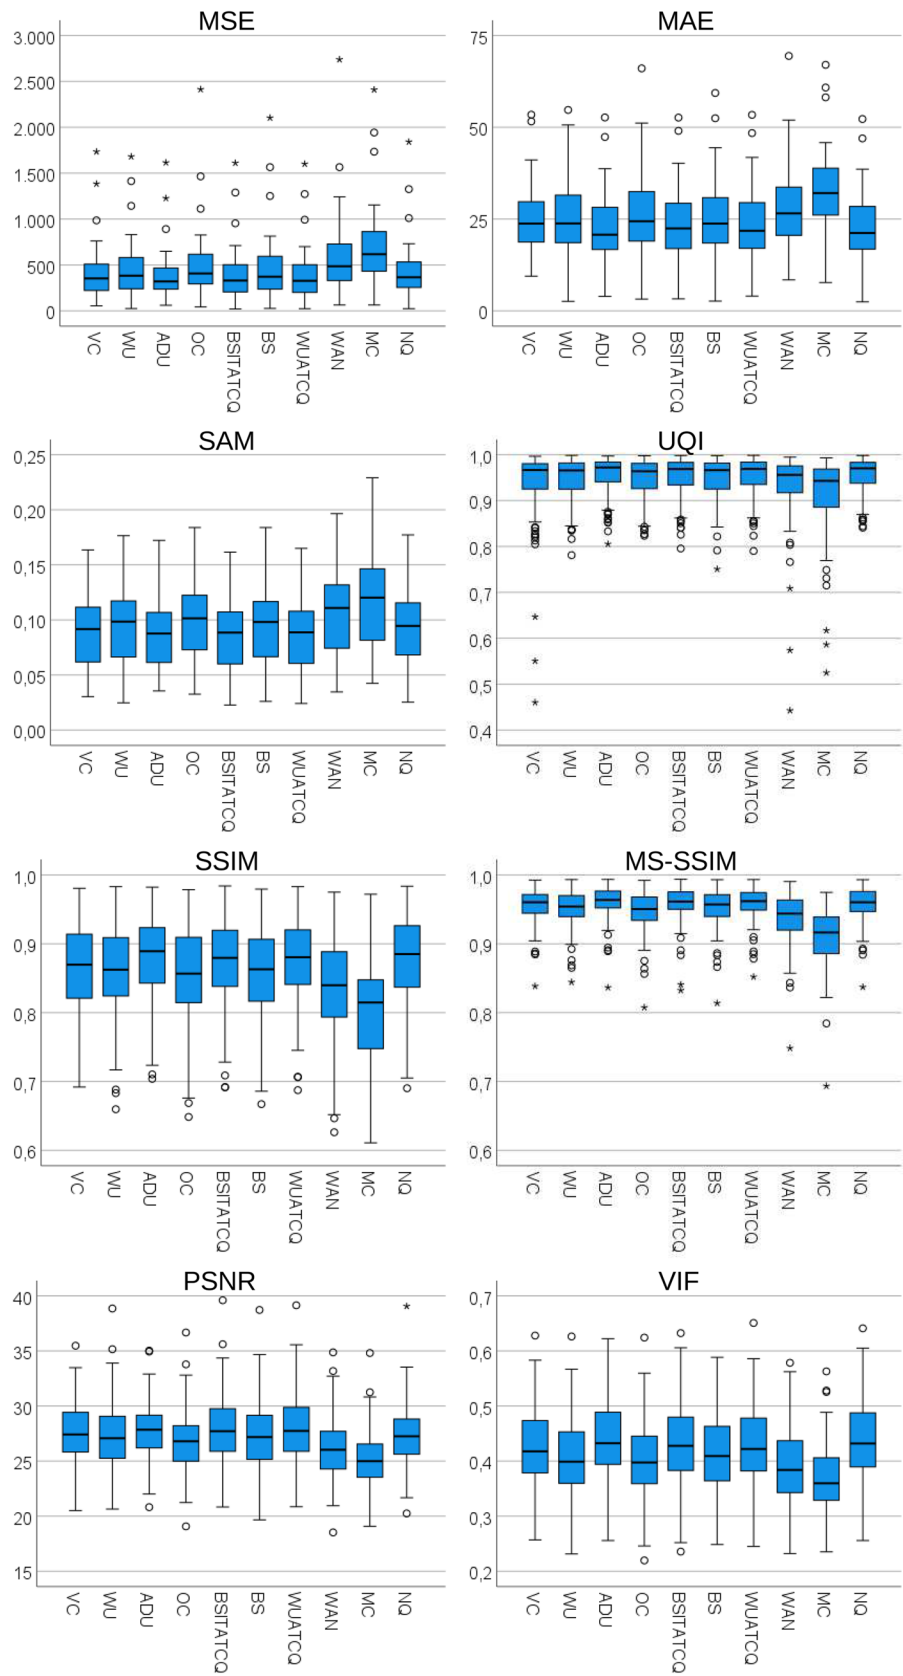 MSE
3.000
2.500
2.000
1.500
1.000
500
0
VC WU ADU OC BSITATCQ BS WUATCQ WAN MC NQ
MAE
75
50
25
0
VC WU ADU OC BSITATCQ BS WUATCQ WAN MC NQ
SAM
0,25
0,20
0,15
0,10
0,05
0,00
VC WU ADU OC BSITATCQ BS WUATCQ WAN MC NQ
UQI
1,0
0,9
0,8
0,7
0,6
0,5
0,4
VC WU ADU OC BSITATCQ BS WUATCQ WAN MC NQ
SSIM
1,0
0,9
0,8
0,7
0,6
VC WU ADU OC BSITATCQ BS WUATCQ WAN MC NQ
MS-SSIM
1,0
0,9
0,8
0,7
0,6
VC WU ADU OC BSITATCQ BS WUATCQ WAN MC NQ
PSNR
40
35
30
25
20
15
VC WU ADU OC BSITATCQ BS WUATCQ WAN MC NQ
VIF
0,7
0,6
0,5
0,4
0,3
0,2
VC WU ADU OC BSITATCQ BS WUATCQ WAN MC NQ